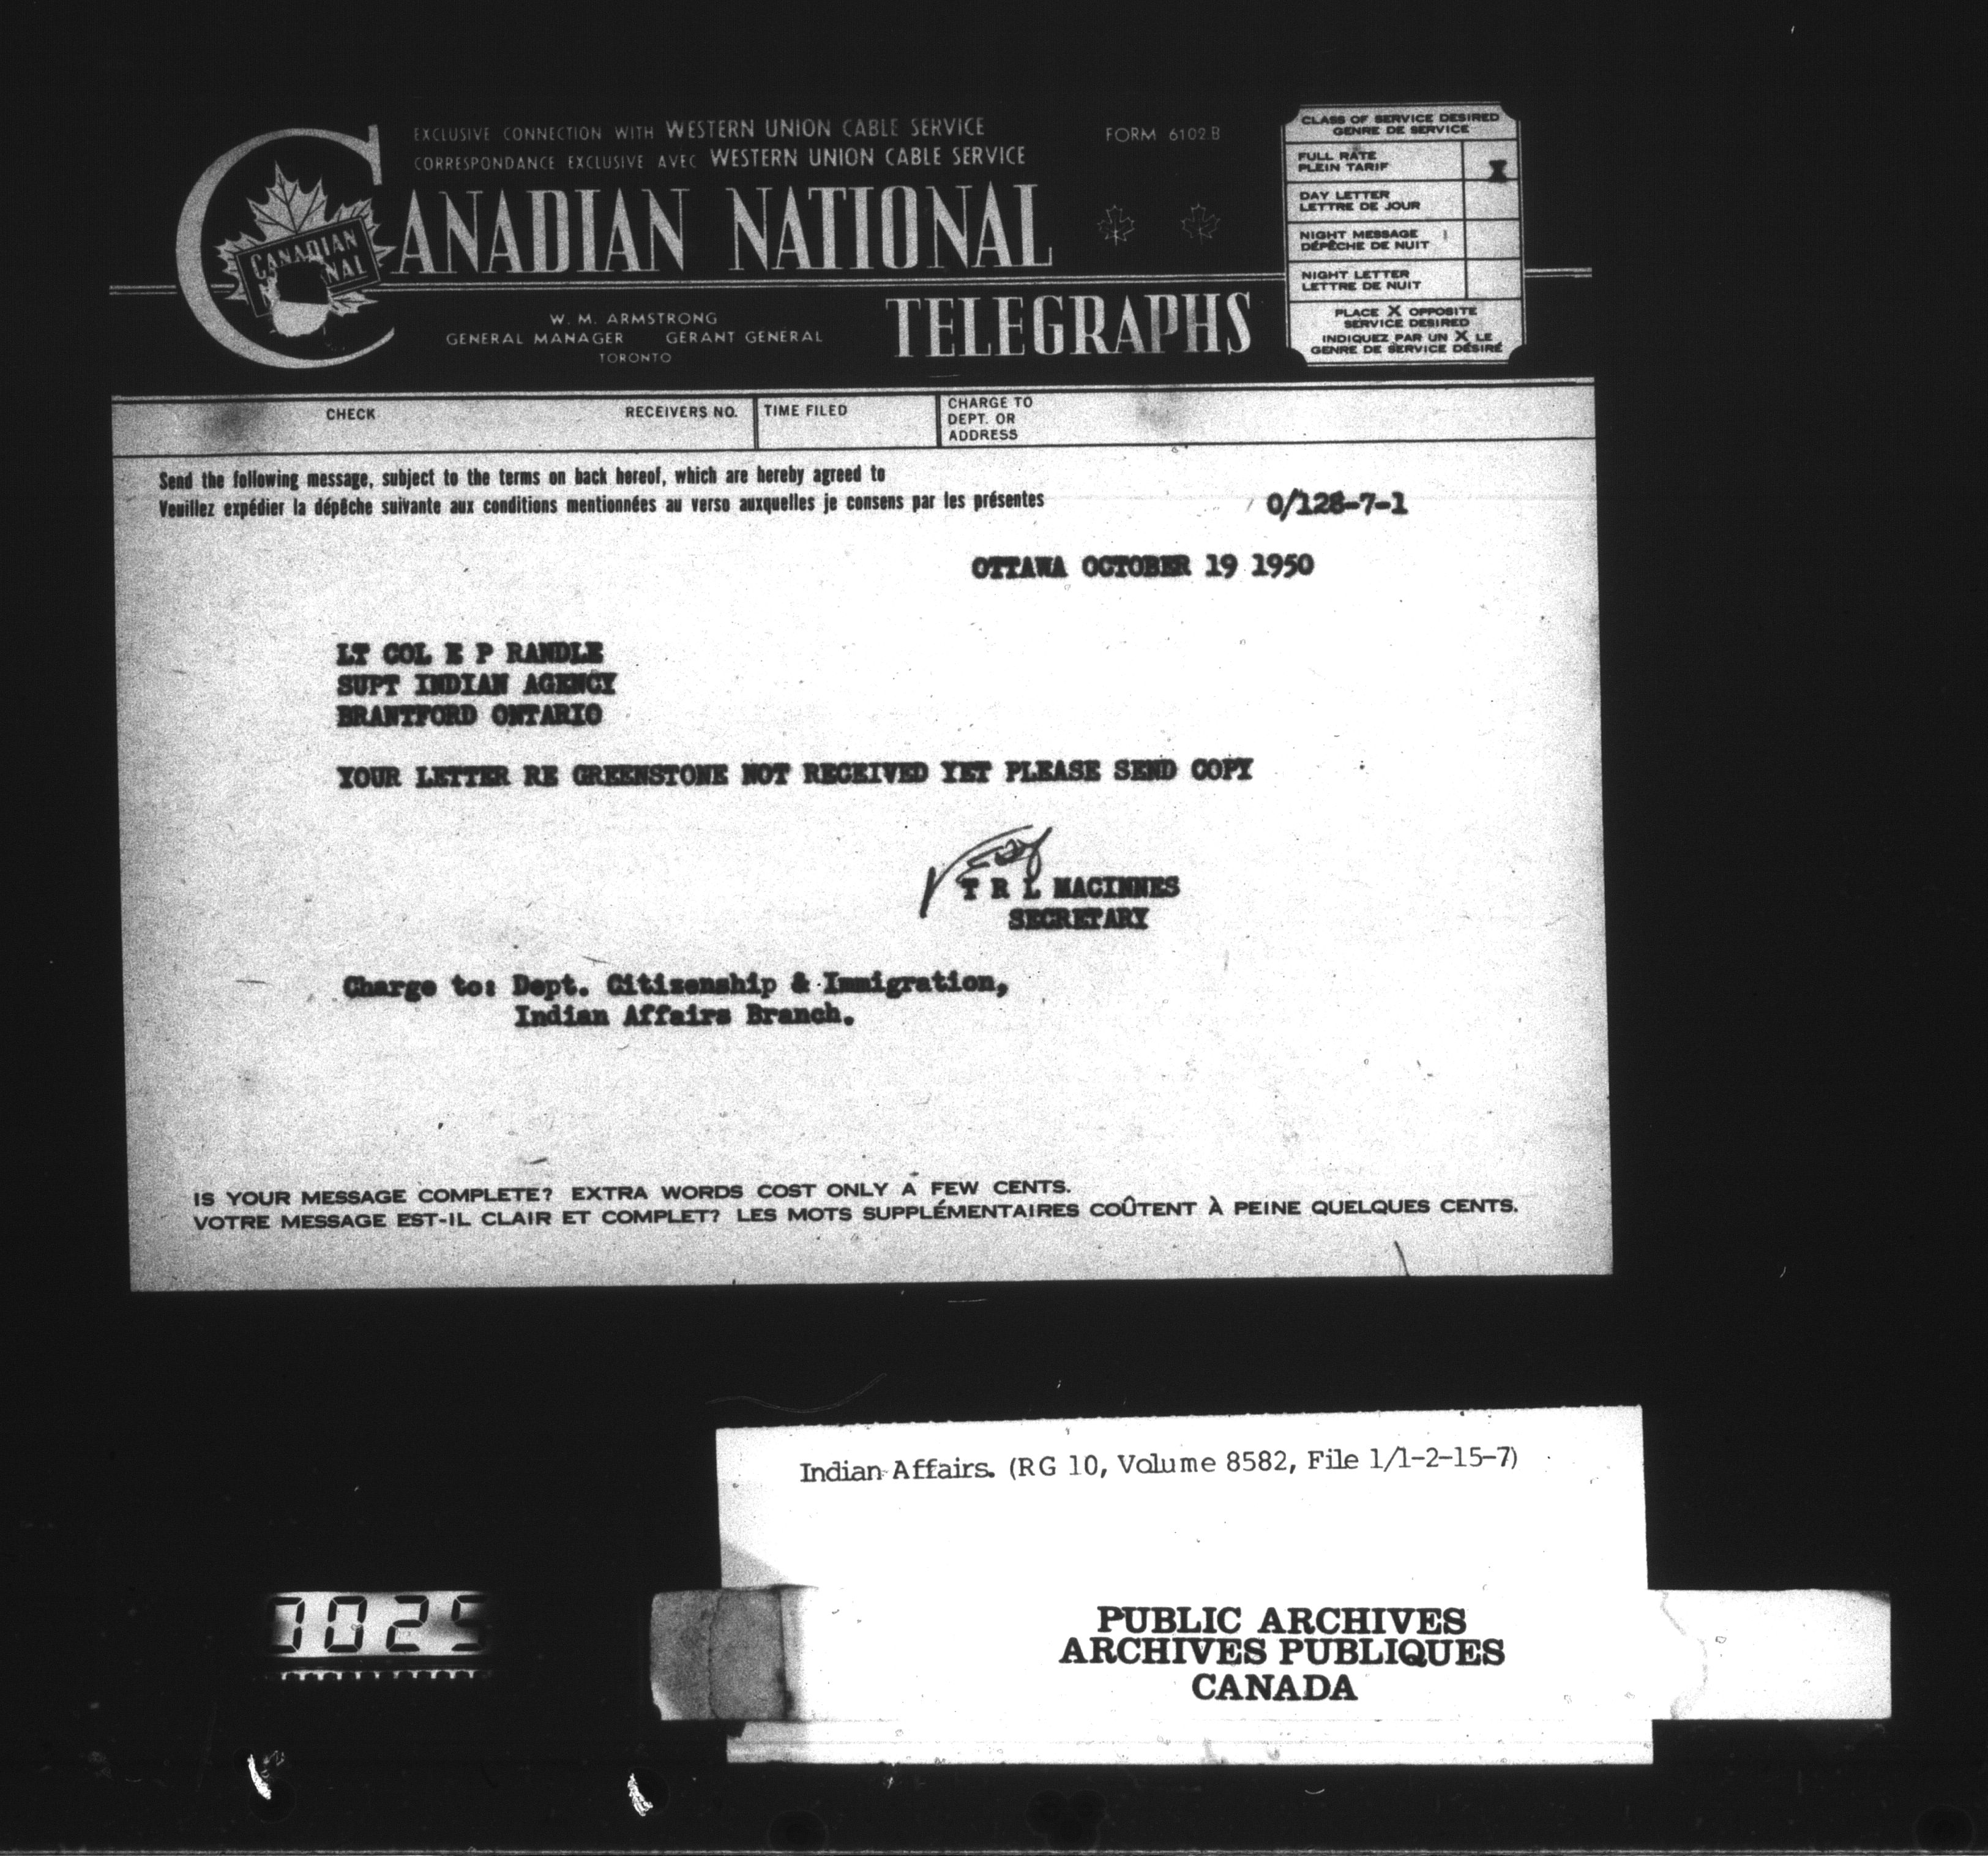 EXCLUSIVE CONNECTION WITH WESTERN UNION CABLE SERVICE
CORRESPONDANCE EXCLUSIVE AVEC WESTERN UNION CABLE SERVICE
FORM 6102 B
CANADIAN NATIONAL
CANADIAN
NAL
TELEGRAPHS
W. M. ARMSTRONG
GENERAL MANAGER GERANT GENERAL
TORONTO
CLASS OF SERVICE DESIRED
GENRE DE SERVICE
FULL RATE
PLEIN TARIF X
DAY LETTER
LETTRE DE JOUR
NIGHT MESSAGE
DÉPÊCHE DE NUIT
NIGHT LETTER
LETTRE DE NUIT
PLACE X OPPOSITE
SERVICE DESIRED
INDIQUEZ PAR UN X LE
GENRE DE SERVICE DÉSIRÉ
CHECK RECEIVERS NO. TIME FILED
CHARGE TO
DEPT. OR
ADDRESS
Send the following message, subject to the terms on back hereof, which are hereby agreed to
Veuillez expédier la dépêche suivante aux conditions mentionnées au verso auxquelles je consens par les présentes
0/128-7-1
OTTAWA OCTOBER 19 1950
LT COL E P RANDLE
SUPT INDIAN AGENCY
BRANTFORD ONTARIO
YOUR LETTER RE GREENSTONE NOT RECEIVED YET PLEASE SEND COPY
T R L MACINNES
SECRETARY
Charge to: Dept. Citizenship & Immigration,
Indian Affairs Branch.
IS YOUR MESSAGE COMPLETE? EXTRA WORDS COST ONLY A FEW CENTS.
VOTRE MESSAGE EST-IL CLAIR ET COMPLET? LES MOTS SUPPLÉMENTAIRES COÛTENT À PEINE QUELQUES CENTS.
Indian Affairs. (RG 10, Volume 8582, File 1/1-2-15-7)
PUBLIC ARCHIVES
ARCHIVES PUBLIQUES
CANADA